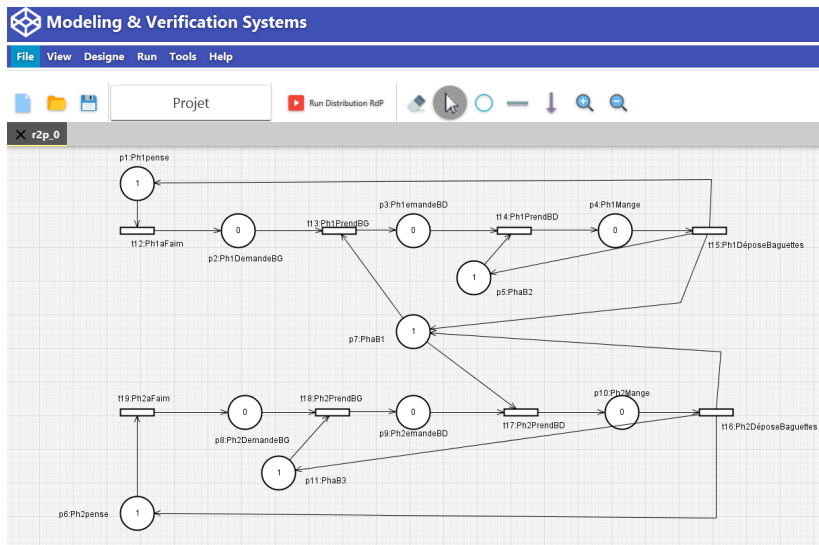 Modeling & Verification Systems
File View Designe Run Tools Help
Projet
Run Distribution RdP
r2p_0
p1:Ph1pense
1
t12:Ph1aFaim
0
p2:Ph1DemandeBG
t13:Ph1PrendBG
p3:Ph1emandeBD
0
t14:Ph1PrendBD
p4:Ph1Mange
0
t15:Ph1DéposeBaguettes
1
p5:PhaB2
1
p7:PhaB1
t19:Ph2aFaim
0
p8:Ph2DemandeBG
t18:Ph2PrendBG
0
p9:Ph2emandeBD
t17:Ph2PrendBD
p10:Ph2Mange
0
t16:Ph2DéposeBaguettes
1
p11:PhaB3
p6:Ph2pense
1